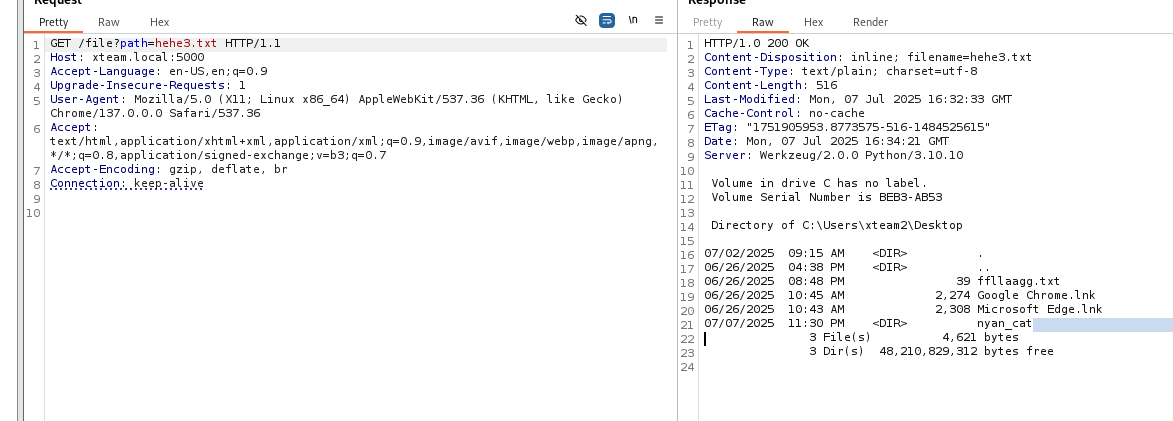 Request
Pretty Raw Hex
\n
1 GET /file?path=hehe3.txt HTTP/1.1
2 Host: xteam.local:5000
3 Accept-Language: en-US,en;q=0.9
4 Upgrade-Insecure-Requests: 1
5 User-Agent: Mozilla/5.0 (X11; Linux x86_64) AppleWebKit/537.36 (KHTML, like Gecko)
Chrome/137.0.0.0 Safari/537.36
6 Accept:
text/html,application/xhtml+xml,application/xml;q=0.9,image/avif,image/webp,image/apng,
*/*;q=0.8,application/signed-exchange;v=b3;q=0.7
7 Accept-Encoding: gzip, deflate, br
8 Connection: keep-alive
9
10
Response
Pretty Raw Hex Render
1 HTTP/1.0 200 OK
2 Content-Disposition: inline; filename=hehe3.txt
3 Content-Type: text/plain; charset=utf-8
4 Content-Length: 516
5 Last-Modified: Mon, 07 Jul 2025 16:32:33 GMT
6 Cache-Control: no-cache
7 ETag: "1751905953.8773575-516-1484525615"
8 Date: Mon, 07 Jul 2025 16:34:21 GMT
9 Server: Werkzeug/2.0.0 Python/3.10.10
10
11 Volume in drive C has no label.
12 Volume Serial Number is BEB3-AB53
13
14 Directory of C:\Users\xteam2\Desktop
15
16 07/02/2025 09:15 AM <DIR> .
17 06/26/2025 04:38 PM <DIR> ..
18 06/26/2025 08:48 PM 39 ffllaagg.txt
19 06/26/2025 10:45 AM 2,274 Google Chrome.lnk
20 06/26/2025 10:43 AM 2,308 Microsoft Edge.lnk
21 07/07/2025 11:30 PM <DIR> nyan_cat
22 3 File(s) 4,621 bytes
23 3 Dir(s) 48,210,829,312 bytes free
24